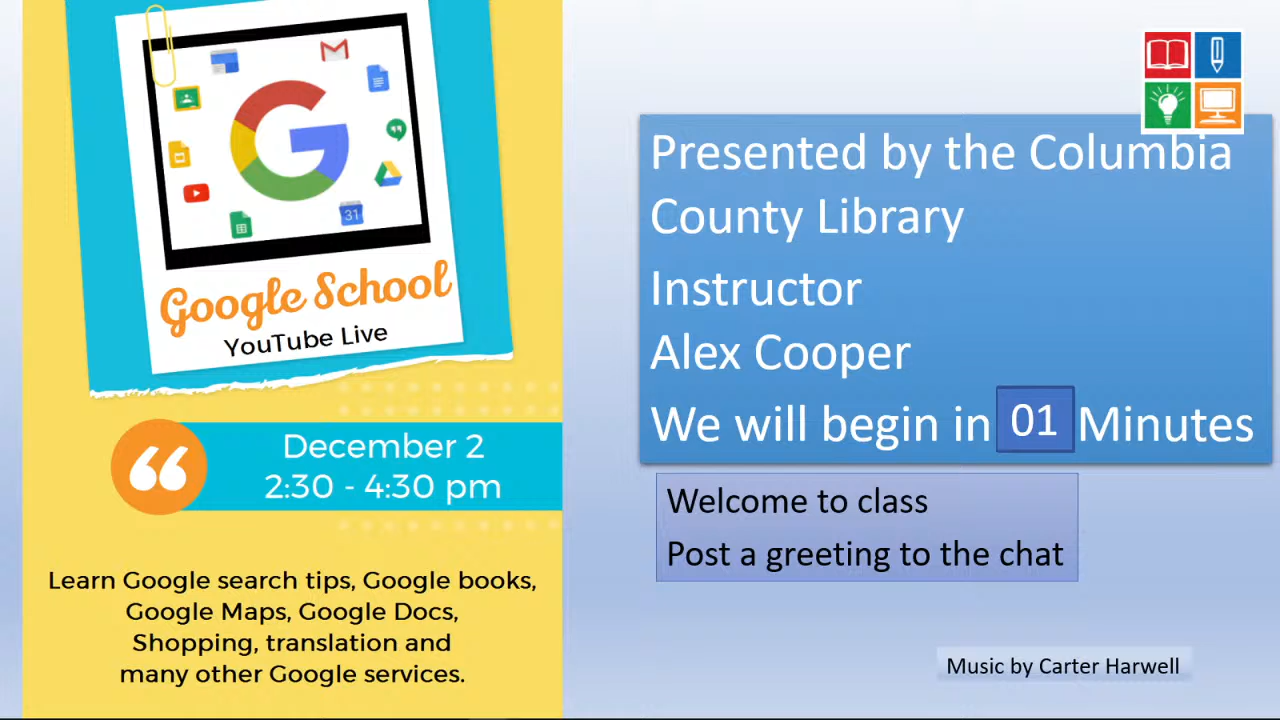 Google School
YouTube Live
December 2
2:30 - 4:30 pm
Learn Google search tips, Google books,
Google Maps, Google Docs,
Shopping, translation and
many other Google services.
Presented by the Columbia
County Library
Instructor
Alex Cooper
We will begin in 01 Minutes
Welcome to class
Post a greeting to the chat
Music by Carter Harwell
31